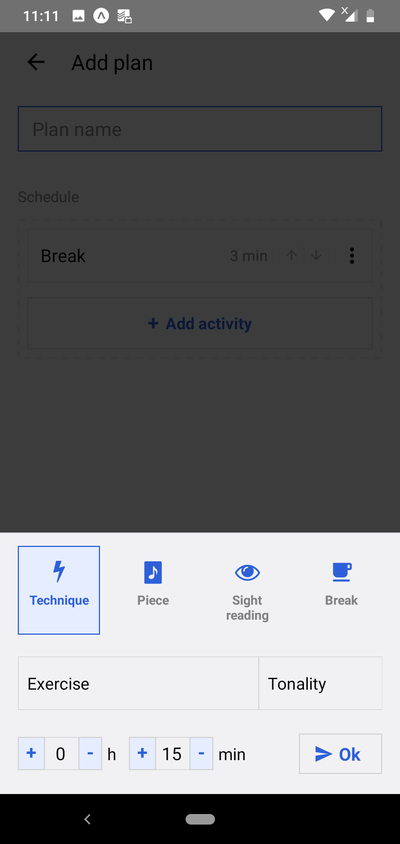 11:11
Add plan
Plan name
Schedule
Break 3 min
+ Add activity
Technique Piece Sight reading Break
Exercise Tonality
+ 0 - h + 15 - min Ok